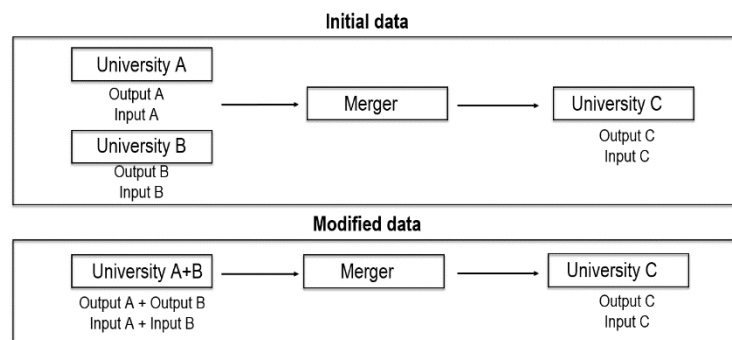 Initial data
University A
Output A
Input A
University B
Output B
Input B
Merger
University C
Output C
Input C
Modified data
University A+B
Output A + Output B
Input A + Input B
Merger
University C
Output C
Input C